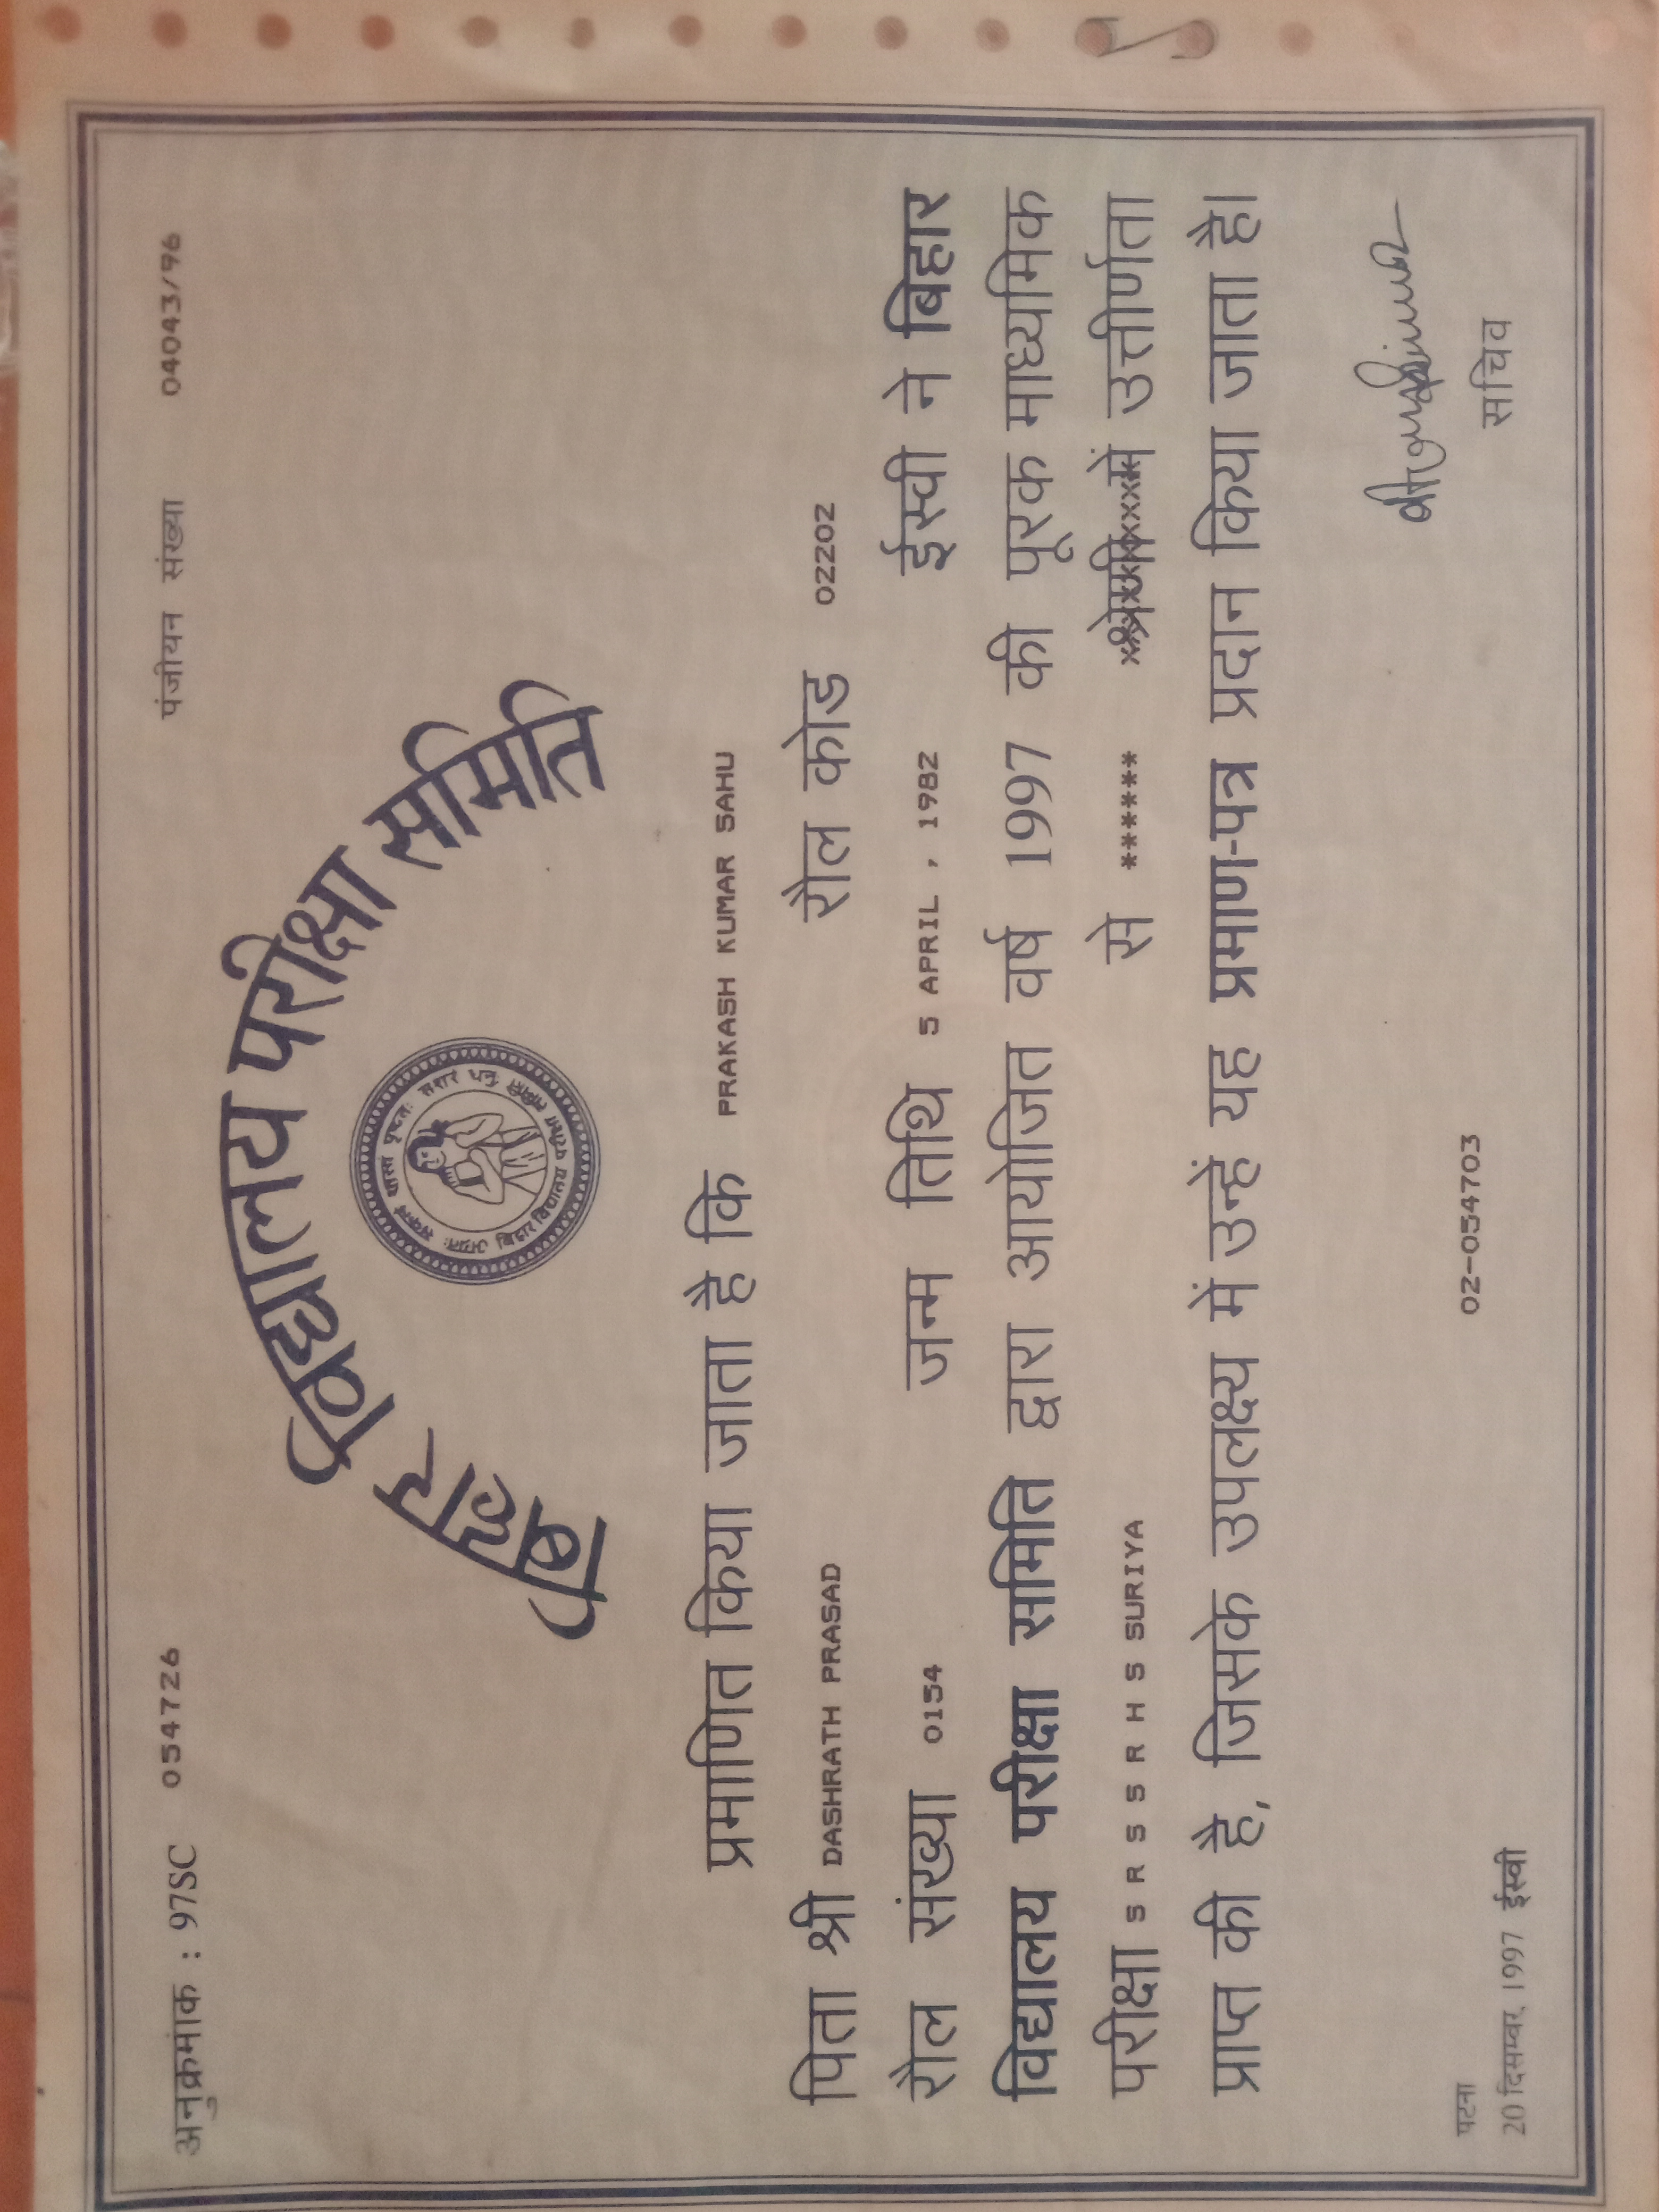 अनुक्रमांक : 97SC 054726 पंजीयन संख्या 04043/96
बिहार विद्यालय परीक्षा समिति
प्रमाणित किया जाता है कि PRAKASH KUMAR SAHU
पिता श्री DASHRATH PRASAD रौल कोड 02202
रौल संख्या 0154 जन्म तिथि 5 APRIL , 1982 ईस्वी ने बिहार
विद्यालय परीक्षा समिति द्वारा आयोजित वर्ष 1997 की पूरक माध्यमिक
परीक्षा S R S S R H S SURIYA से ****** श्रेणी में उत्तीर्णता
प्राप्त की है, जिसके उपलक्ष्य में उन्हें यह प्रमाण-पत्र प्रदान किया जाता है।
पटना
20 दिसम्बर, 1997 ईस्वी
02-054703
सचिव